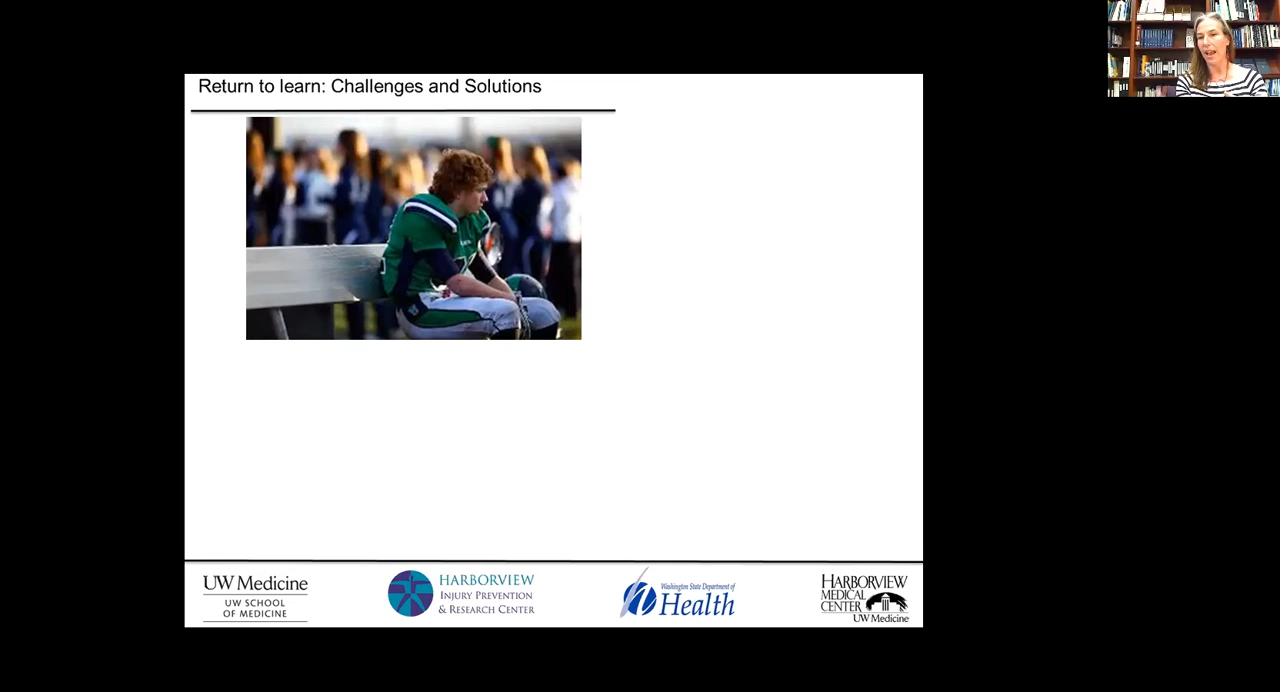 Return to learn: Challenges and Solutions
UW Medicine
UW SCHOOL
OF MEDICINE
HARBORVIEW
INJURY PREVENTION
& RESEARCH CENTER
Washington State Department of
Health
HARBORVIEW
MEDICAL
CENTER
UW Medicine